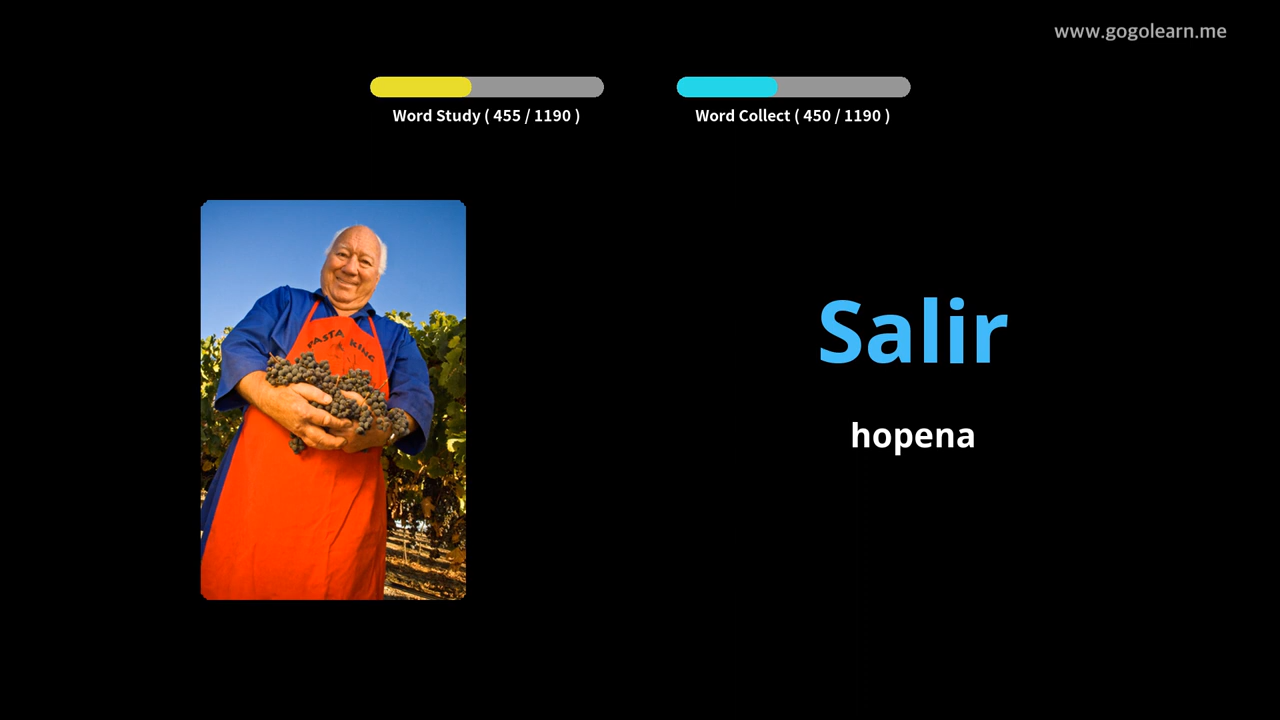 www.gogolearn.me
Word Study ( 455 / 1190 )
Word Collect ( 450 / 1190 )
PASTA KING
Salir
hopena